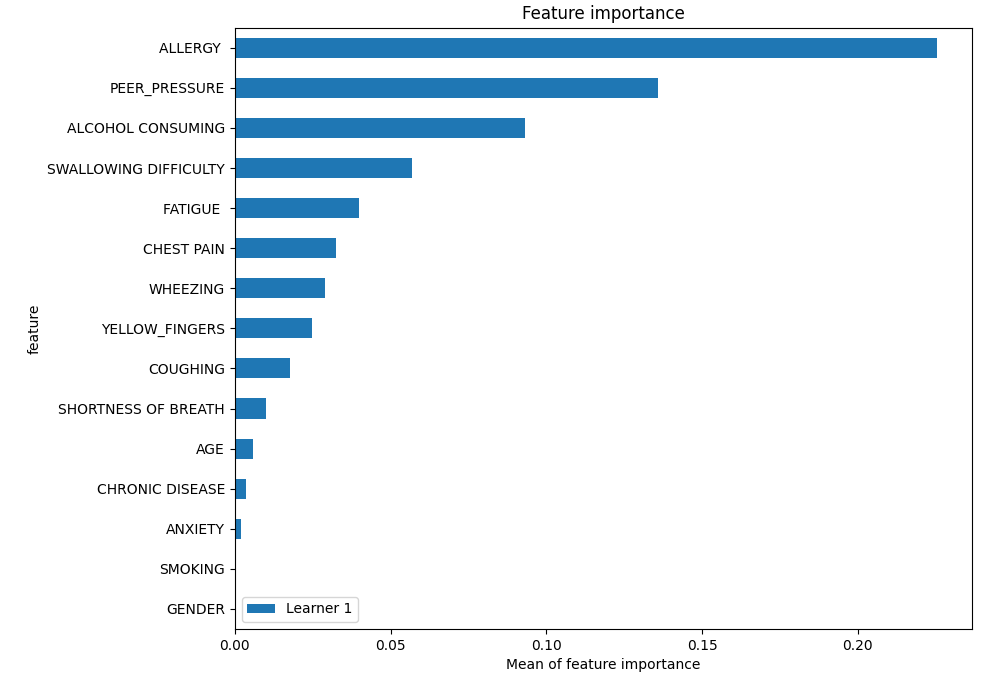 Feature importance
ALLERGY
PEER_PRESSURE
ALCOHOL CONSUMING
SWALLOWING DIFFICULTY
FATIGUE
CHEST PAIN
WHEEZING
YELLOW_FINGERS
COUGHING
SHORTNESS OF BREATH
AGE
CHRONIC DISEASE
ANXIETY
SMOKING
GENDER
feature
Learner 1
0.00 0.05 0.10 0.15 0.20
Mean of feature importance